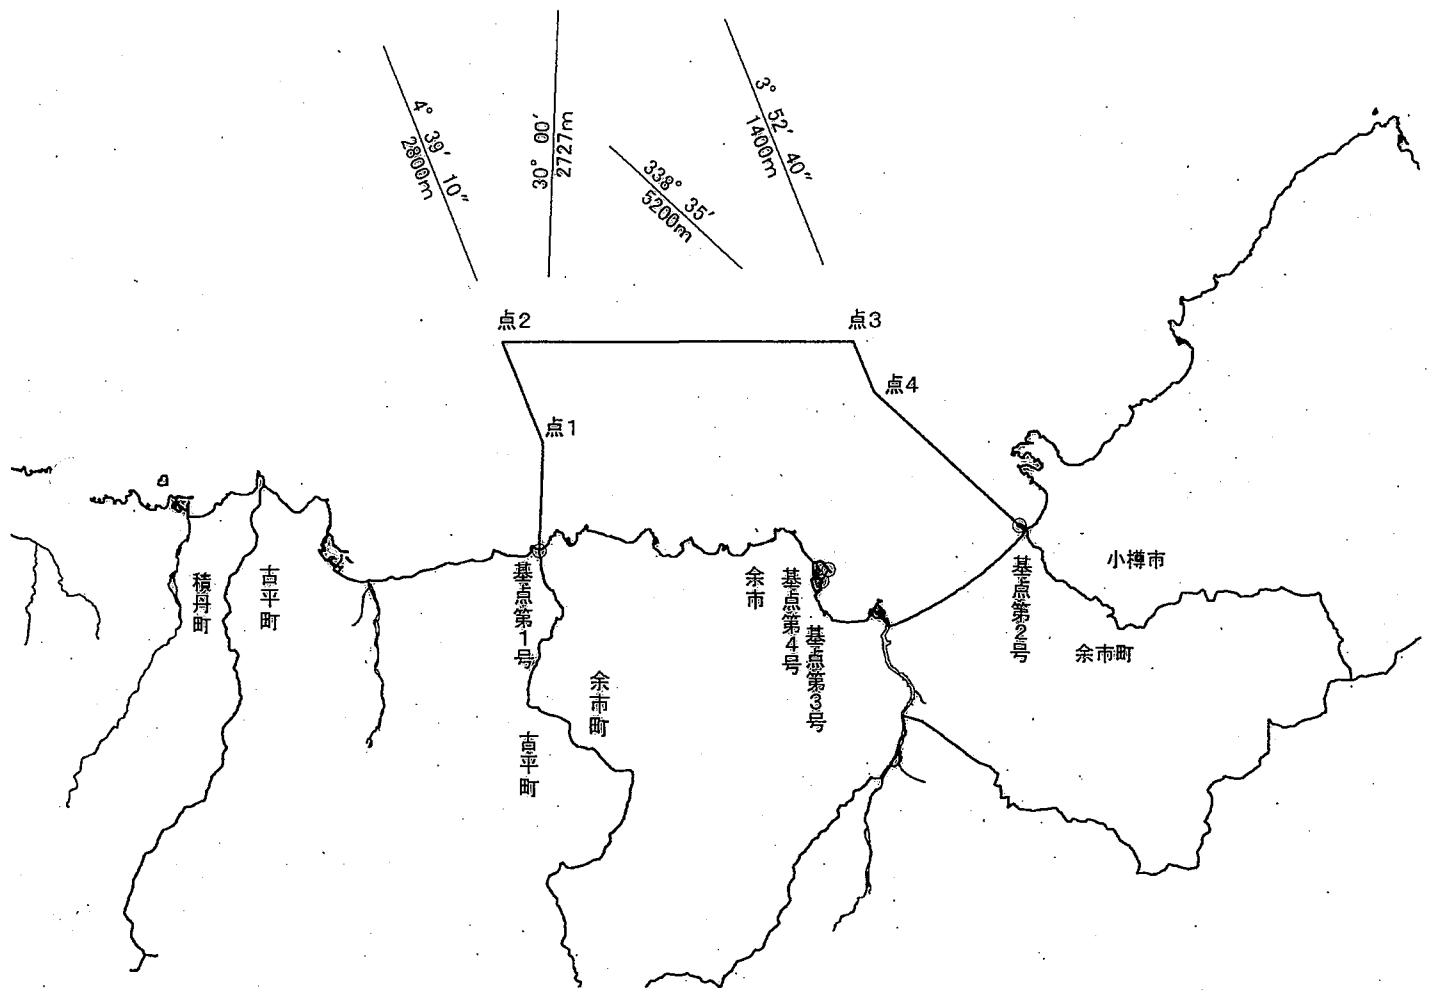 4° 39′ 10″
2800m
30° 00′
2727m
338° 35′
5200m
3° 52′ 40″
1400m
点2
点3
点4
点1
積丹町
古平町
基点第1号
余市
基点第4号
基点第3号
基点第2号
小樽市
余市町
余市町
古平町